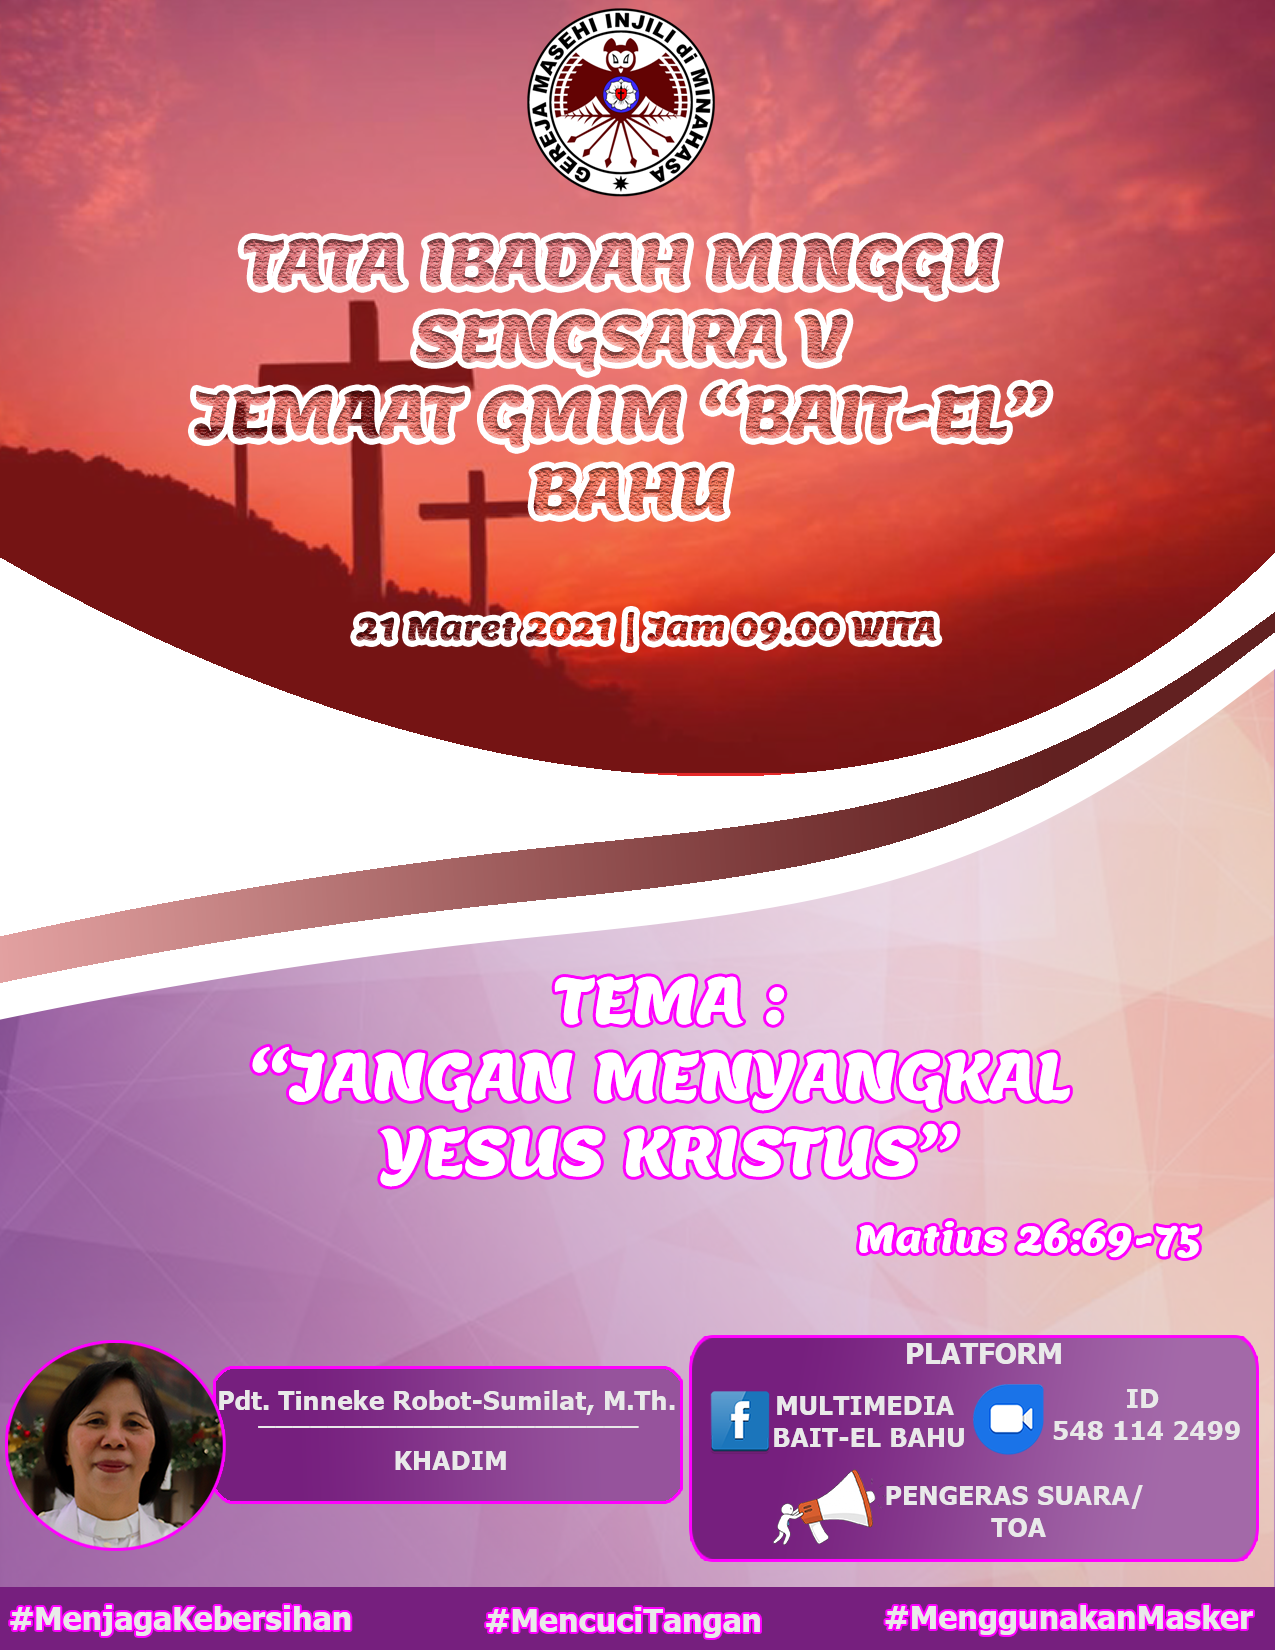 GEREJA MASEHI INJILI di MINAHASA
TATA IBADAH MINGGU
SENGSARA V
JEMAAT GMIM “BAIT-EL”
BAHU
21 Maret 2021 | Jam 09.00 WITA
TEMA :
“JANGAN MENYANGKAL
YESUS KRISTUS”
Matius 26:69-75
Pdt. Tinneke Robot-Sumilat, M.Th.
KHADIM
PLATFORM
MULTIMEDIA
BAIT-EL BAHU
ID
548 114 2499
PENGERAS SUARA/
TOA
#MenjagaKebersihan
#MencuciTangan
#MenggunakanMasker